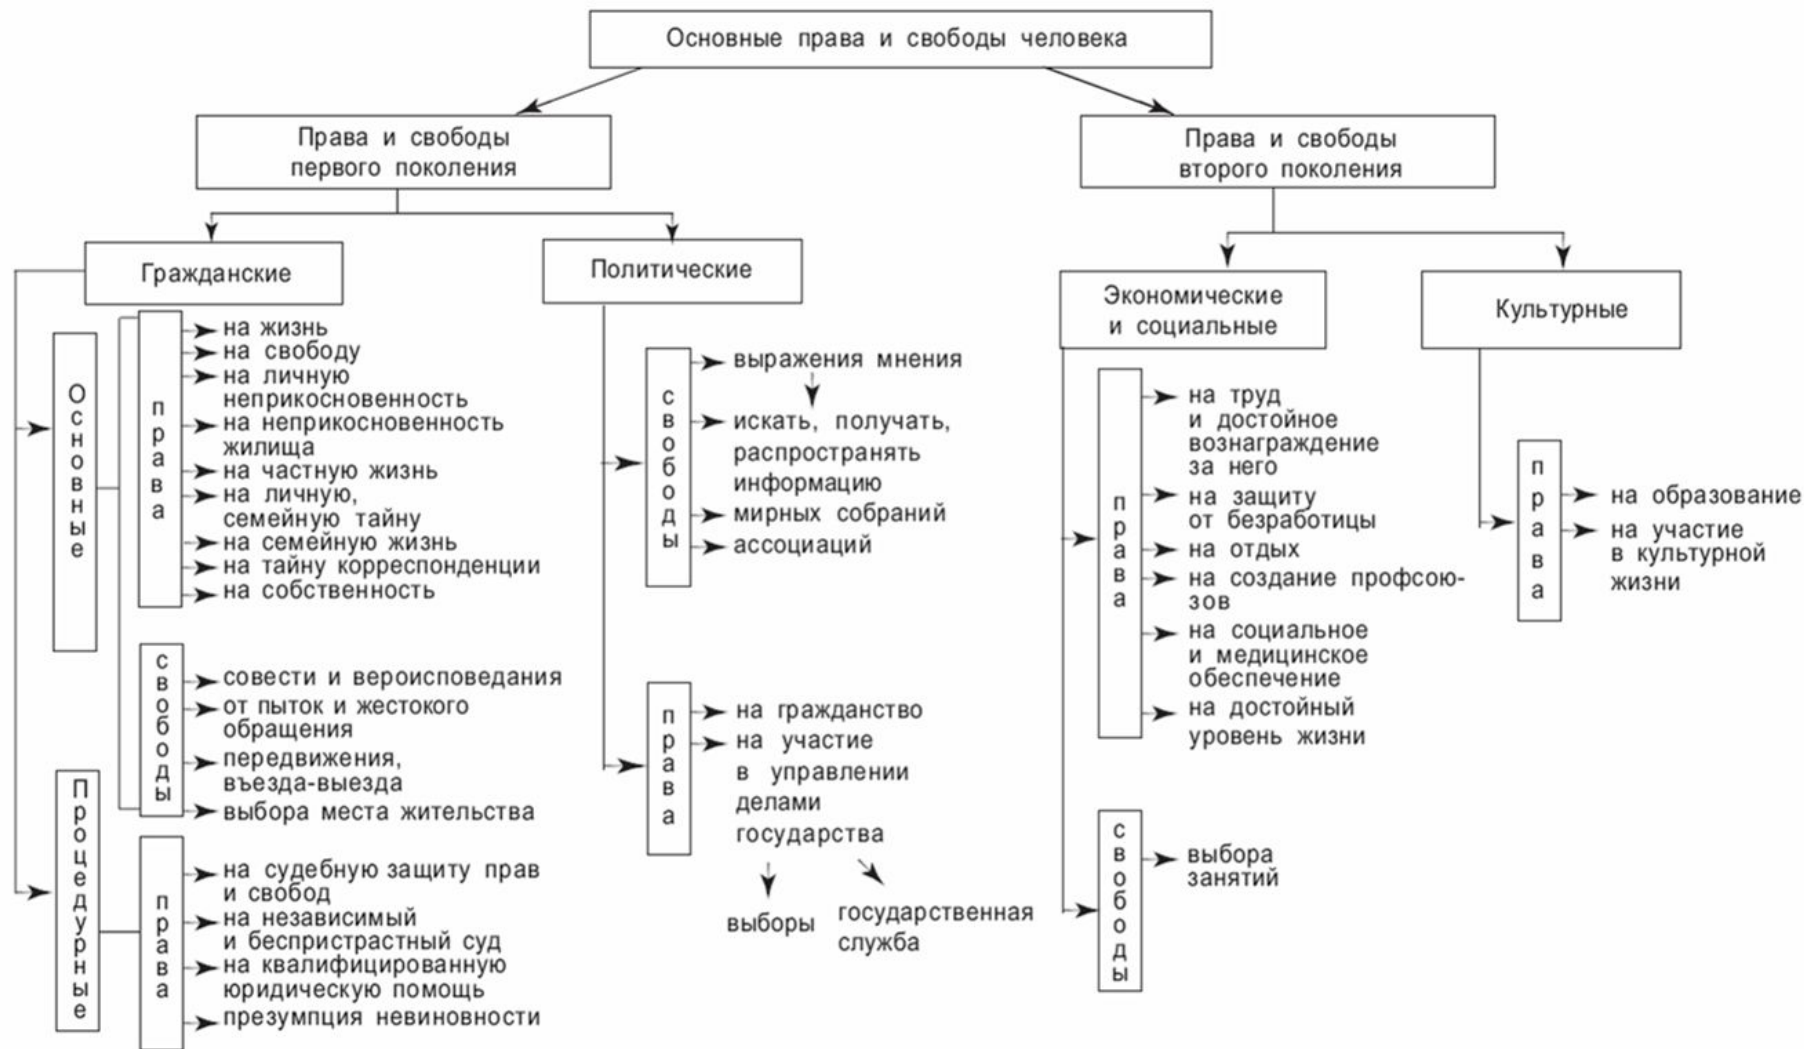 Основные права и свободы человека
Права и свободы
первого поколения
Права и свободы
второго поколения
Гражданские
Основные
права
на жизнь
на свободу
на личную
неприкосновенность
на неприкосновенность
жилища
на частную жизнь
на личную,
семейную тайну
на семейную жизнь
на тайну корреспонденции
на собственность
свободы
совести и вероисповедания
от пыток и жестокого
обращения
передвижения,
въезда-выезда
выбора места жительства
Процедурные
права
на судебную защиту прав
и свобод
на независимый
и беспристрастный суд
на квалифицированную
юридическую помощь
презумпция невиновности
Политические
свободы
выражения мнения
искать, получать,
распространять
информацию
мирных собраний
ассоциаций
права
на гражданство
на участие
в управлении
делами
государства
выборы
государственная
служба
Экономические
и социальные
права
на труд
и достойное
вознаграждение
за него
на защиту
от безработицы
на отдых
на создание профсою-
зов
на социальное
и медицинское
обеспечение
на достойный
уровень жизни
свободы
выбора
занятий
Культурные
права
на образование
на участие
в культурной
жизни